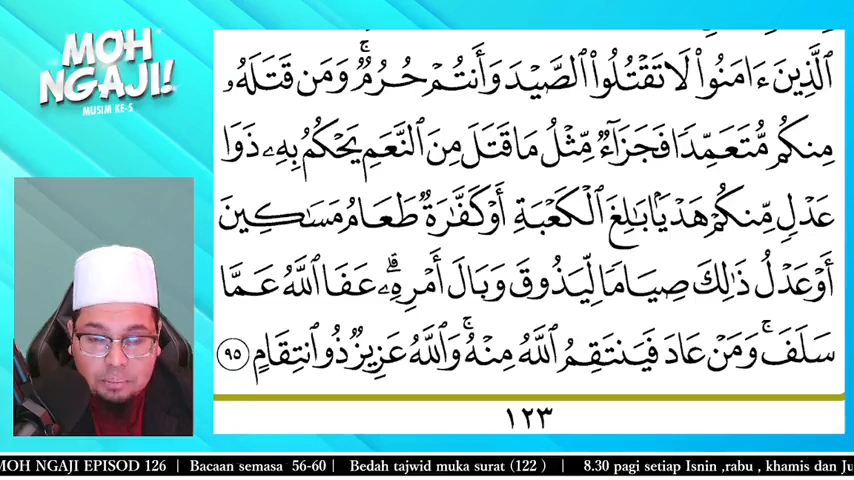 MOH
NGAJI!
MUSIM KE-5
ٱلَّذِينَ ءَامَنُوا۟ لَا تَقْتُلُوا۟ ٱلصَّيْدَ وَأَنتُمْ حُرُمٌ ۚ وَمَن قَتَلَهُۥ
مِنكُم مُّتَعَمِّدًا فَجَزَآءٌ مِّثْلُ مَا قَتَلَ مِنَ ٱلنَّعَمِ يَحْكُمُ بِهِۦ ذَوَا
عَدْلٍ مِّنكُمْ هَدْيًۢا بَٰلِغَ ٱلْكَعْبَةِ أَوْ كَفَّٰرَةٌ طَعَامُ مَسَٰكِينَ
أَوْ عَدْلُ ذَٰلِكَ صِيَامًا لِّيَذُوقَ وَبَالَ أَمْرِهِۦ ۗ عَفَا ٱللَّهُ عَمَّا
سَلَفَ ۚ وَمَنْ عَادَ فَيَنتَقِمُ ٱللَّهُ مِنْهُ ۗ وَٱللَّهُ عَزِيزٌ ذُو ٱنتِقَامٍ ٩٥
١٢٣
MOH NGAJI EPISOD 126 | Bacaan semasa 56-60 | Bedah tajwid muka surat (122 ) | 8.30 pagi setiap Isnin ,rabu , khamis dan Ju